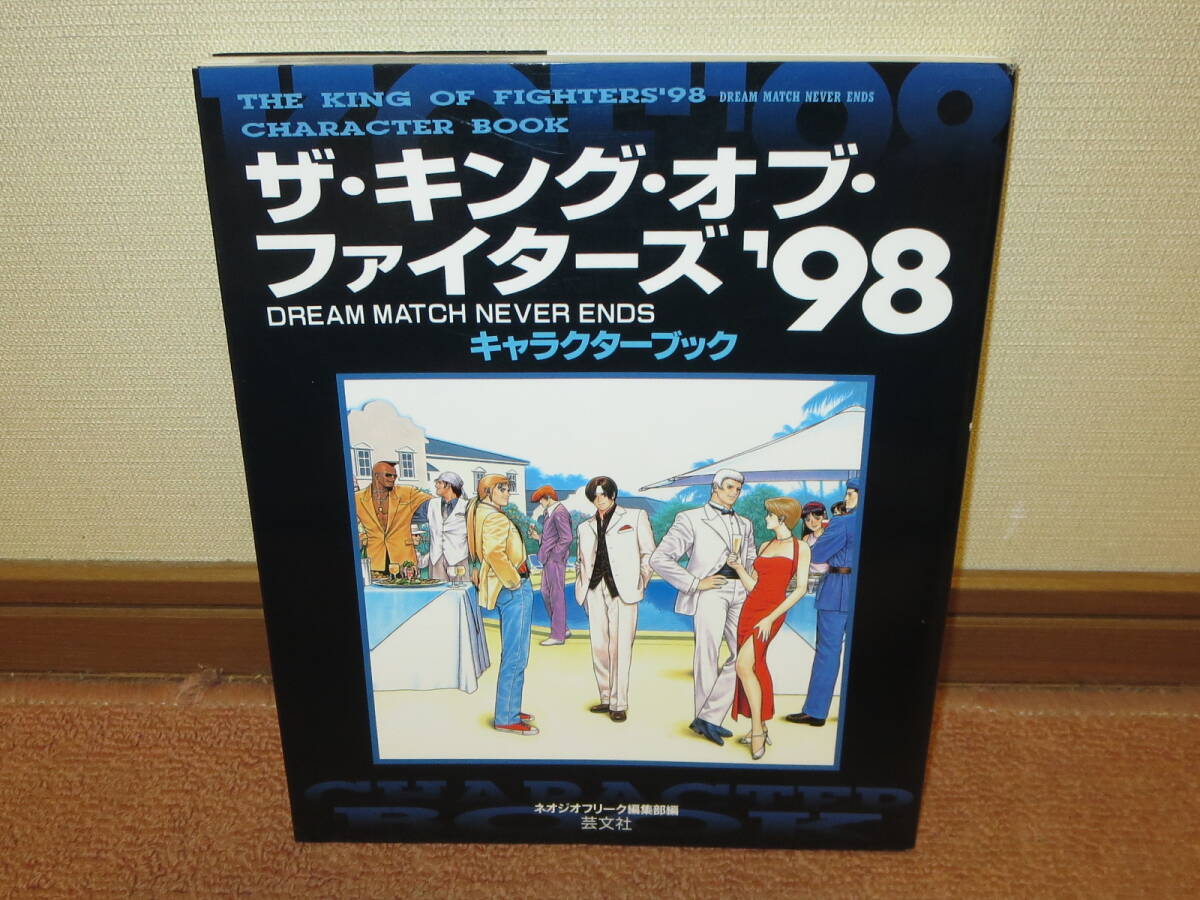 THE KING OF FIGHTERS'98 DREAM MATCH NEVER ENDS
CHARACTER BOOK
ザ・キング・オブ・
ファイターズ '98
DREAM MATCH NEVER ENDS
キャラクターブック
CHARACTER
BOOK
ネオジオフリーク編集部編
芸文社